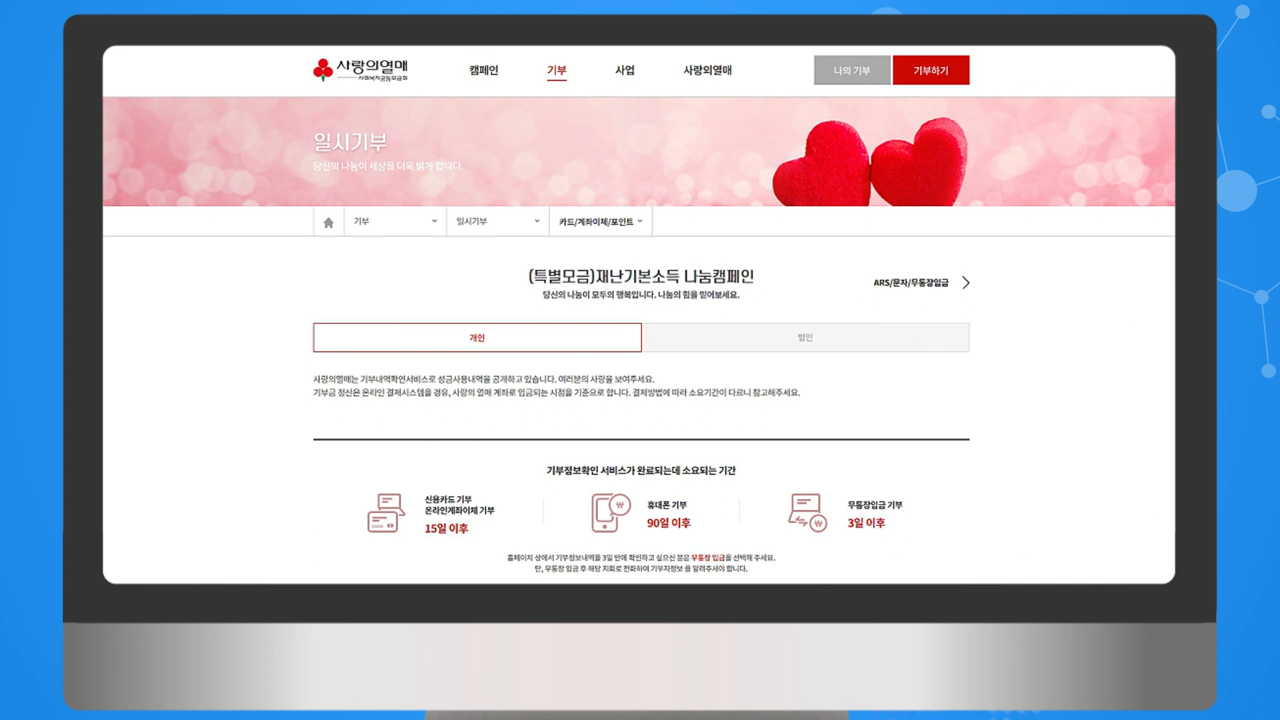 사랑의열매
사회복지공동모금회
캠페인
기부
사업
사랑의열매
나의 기부
기부하기
일시기부
당신의 나눔이 세상을 더욱 밝게 합니다.
기부
일시기부
카드/계좌이체/포인트
(특별모금)재난기본소득 나눔캠페인
당신의 나눔이 모두의 행복입니다. 나눔의 힘을 믿어보세요.
ARS/문자/무통장입금
개인
법인
사랑의열매는 기부내역확인서비스로 성금사용내역을 공개하고 있습니다. 여러분의 사랑을 보여주세요.
기부금 정산은 온라인 결제시스템을 경유, 사랑의 열매 계좌로 입금되는 시점을 기준으로 합니다. 결제방법에 따라 소요기간이 다르니 참고해주세요.
기부정보확인 서비스가 완료되는데 소요되는 기간
신용카드 기부
온라인계좌이체 기부
15일 이후
휴대폰 기부
90일 이후
무통장입금 기부
3일 이후
홈페이지 상에서 기부정보내역을 3일 안에 확인하고 싶으신 분은 무통장 입금을 선택해 주세요.
단, 무통장 입금 후 해당 지회로 전화하여 기부자정보 를 알려주셔야 합니다.